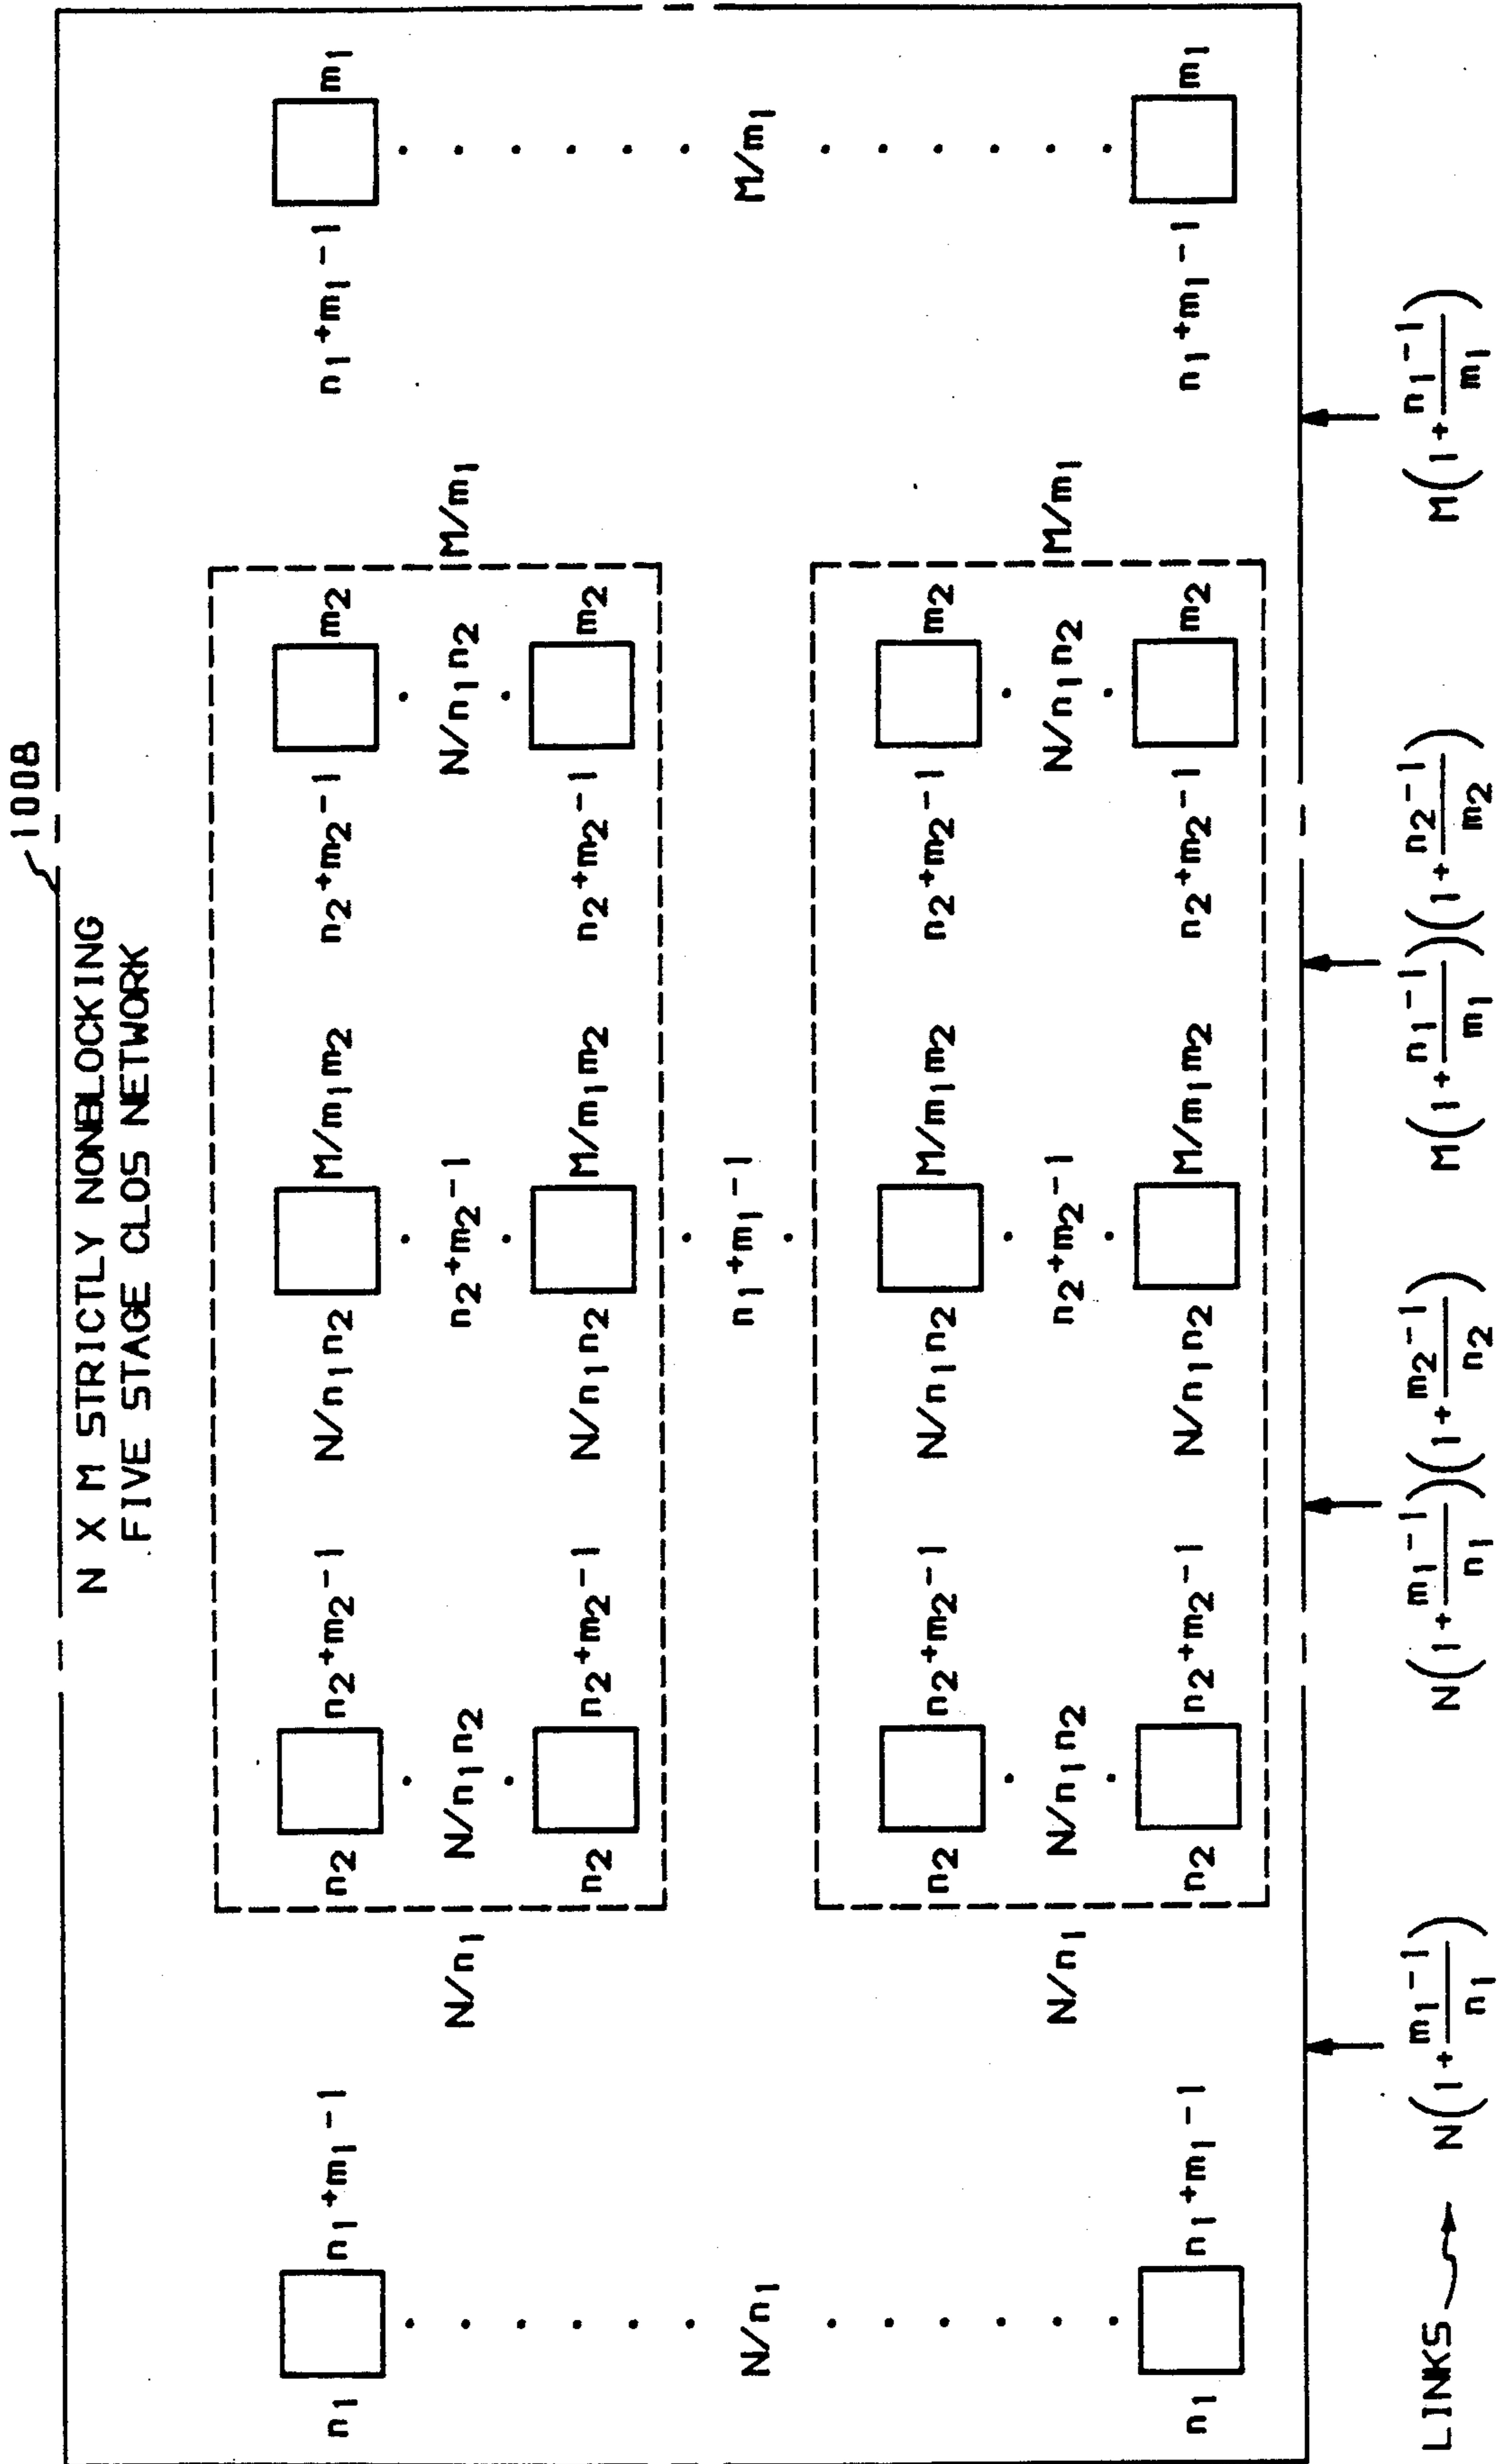 1008
N X M STRICTLY NONBLOCKING
FIVE STAGE CLOS NETWORK
n₁ n₁+m₁-1
N/n₁
n₁ n₁+m₁-1
N/n₁
n₂ n₂+m₂-1
N/n₁n₂
n₂ n₂+m₂-1
N/n₁n₂ M/m₁m₂
n₂+m₂-1
N/n₁n₂ M/m₁m₂
n₂+m₂-1 m₂
N/n₁n₂
n₂+m₂-1 m₂
M/m₁
n₁+m₁-1
N/n₁
n₂ n₂+m₂-1
N/n₁n₂
n₂ n₂+m₂-1
N/n₁n₂ M/m₁m₂
n₂+m₂-1
N/n₁n₂ M/m₁m₂
n₂+m₂-1 m₂
N/n₁n₂
n₂+m₂-1 m₂
M/m₁
n₁+m₁-1 m₁
M/m₁
n₁+m₁-1 m₁
LINKS
N(1+(m₁-1)/n₁)
N(1+(m₁-1)/n₁)(1+(m₂-1)/n₂)
M(1+(n₁-1)/m₁)(1+(n₂-1)/m₂)
M(1+(n₁-1)/m₁)